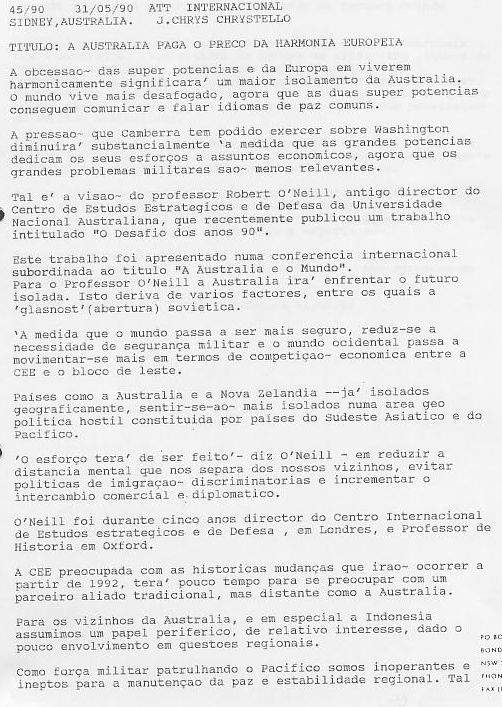 45/90    31/05/90  ATT  INTERNACIONAL
SIDNEY,AUSTRALIA.   J.CHRYS CHRYSTELLO
TITULO: A AUSTRALIA PAGA O PRECO DA HARMONIA EUROPEIA
A obcessao~ das super potencias e da Europa em viverem
harmonicamente significara' um maior isolamento da Australia.
O mundo vive mais desafogado, agora que as duas super potencias
conseguem comunicar e falar idiomas de paz comuns.
A pressao~ que Camberra tem podido exercer sobre Washington
diminuira' substancialmente 'a medida que as grandes potencias
dedicam os seus esforços a assuntos economicos, agora que os
grandes problemas militares sao~ menos relevantes.
Tal e' a visao~ do professor Robert O'Neill, antigo director do
Centro de Estudos Estrategicos e de Defesa da Universidade
Nacional Australiana, que recentemente publicou um trabalho
intitulado "O Desafio dos anos 90".
Este trabalho foi apresentado numa conferencia internacional
subordinada ao titulo "A Australia e o Mundo".
Para o Professor O'Neill a Australia ira' enfrentar o futuro
isolada. Isto deriva de varios factores, entre os quais a
'glasnost'(abertura) sovietica.
'A medida que o mundo passa a ser mais seguro, reduz-se a
necessidade de segurança militar e o mundo ocidental passa a
movimentar-se mais em termos de competiçao~ economica entre a
CEE e o bloco de leste.
Países como a Australia e a Nova Zelandia --ja' isolados
geograficamente, sentir-se-ao~ mais isolados numa area geo
politica hostil constituida por países do Sudeste Asiatico e do
Pacifico.
'O esforço tera' de ser feito'- diz O'Neill - em reduzir a
distancia mental que nos separa dos nossos vizinhos, evitar
politicas de imigraçao~ discriminatorias e incrementar o
intercambio comercial e diplomatico.
O'Neill foi durante cinco anos director do Centro Internacional
de Estudos estrategicos e de Defesa , em Londres, e Professor de
Historia em Oxford.
A CEE preocupada com as historicas mudanças que irao~ ocorrer a
partir de 1992, tera' pouco tempo para se preocupar com um
parceiro aliado tradicional, mas distante como a Australia.
Para os vizinhos da Australia, e em especial a Indonesia
assumimos um papel periferico, de relativo interesse, dado o
pouco envolvimento em questoes regionais.
Como força militar patrulhando o Pacifico somos inoperantes e
ineptos para a manutençao da paz e estabilidade regional. Tal
PO BO
BOND
NSW
PHON
FAX (